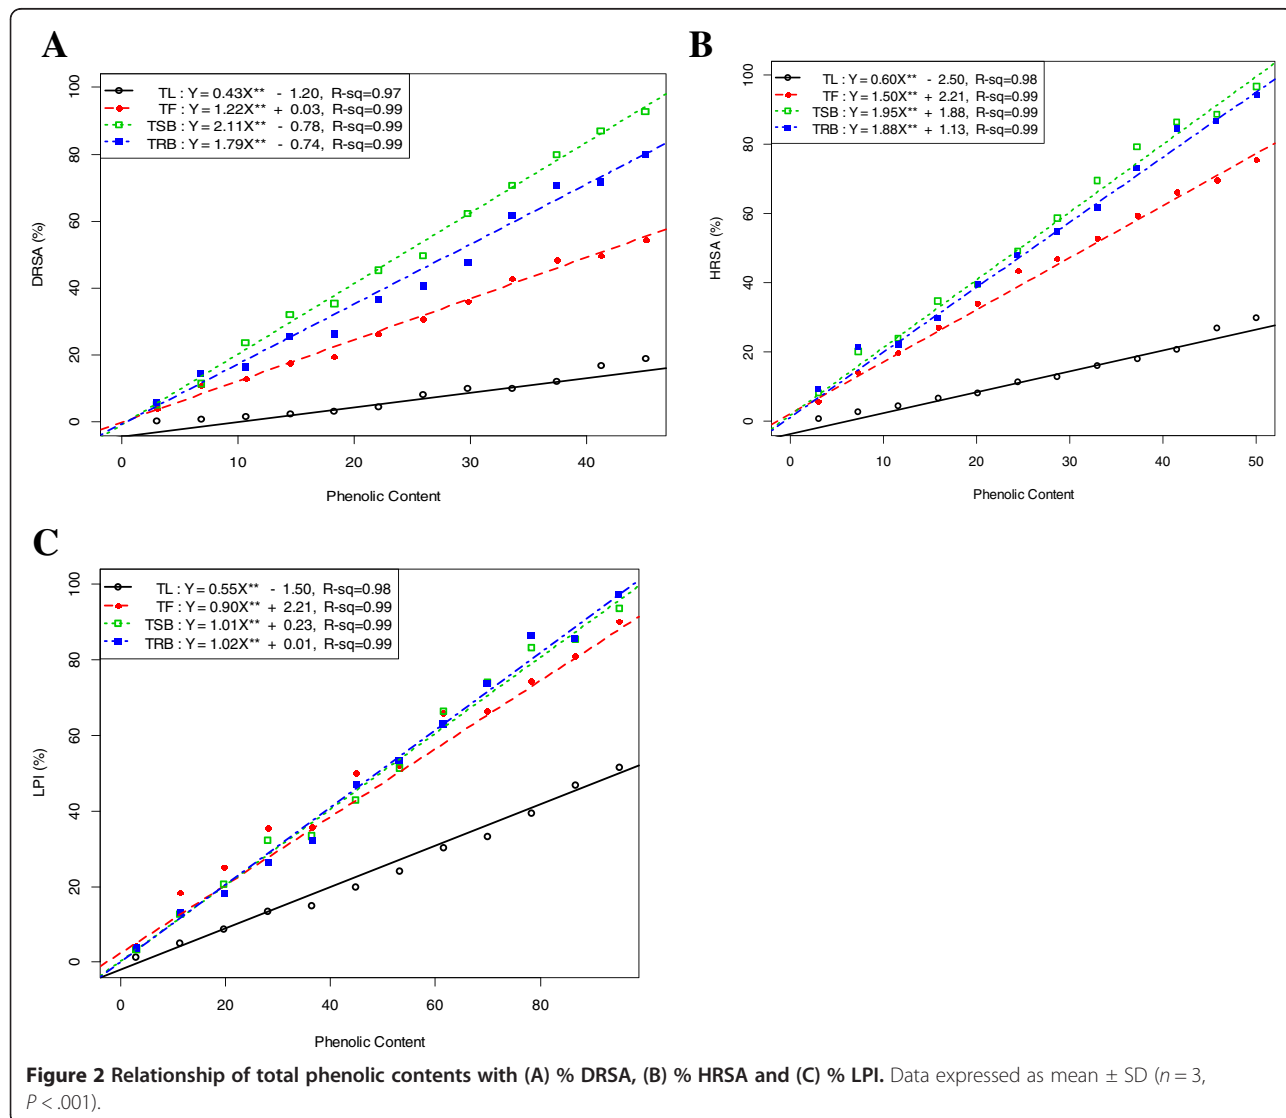 A
TL : Y = 0.43X** - 1.20, R-sq=0.97
TF : Y = 1.22X** + 0.03, R-sq=0.99
TSB : Y = 2.11X** - 0.78, R-sq=0.99
TRB : Y = 1.79X** - 0.74, R-sq=0.99
DRSA (%)
100
80
60
40
20
0
0 10 20 30 40
Phenolic Content
B
TL : Y = 0.60X** - 2.50, R-sq=0.98
TF : Y = 1.50X** + 2.21, R-sq=0.99
TSB : Y = 1.95X** + 1.88, R-sq=0.99
TRB : Y = 1.88X** + 1.13, R-sq=0.99
HRSA (%)
100
80
60
40
20
0
0 10 20 30 40 50
Phenolic Content
C
TL : Y = 0.55X** - 1.50, R-sq=0.98
TF : Y = 0.90X** + 2.21, R-sq=0.99
TSB : Y = 1.01X** + 0.23, R-sq=0.99
TRB : Y = 1.02X** + 0.01, R-sq=0.99
LPI (%)
100
80
60
40
20
0
0 20 40 60 80
Phenolic Content
Figure 2 Relationship of total phenolic contents with (A) % DRSA, (B) % HRSA and (C) % LPI. Data expressed as mean ± SD (n = 3,
P < .001).